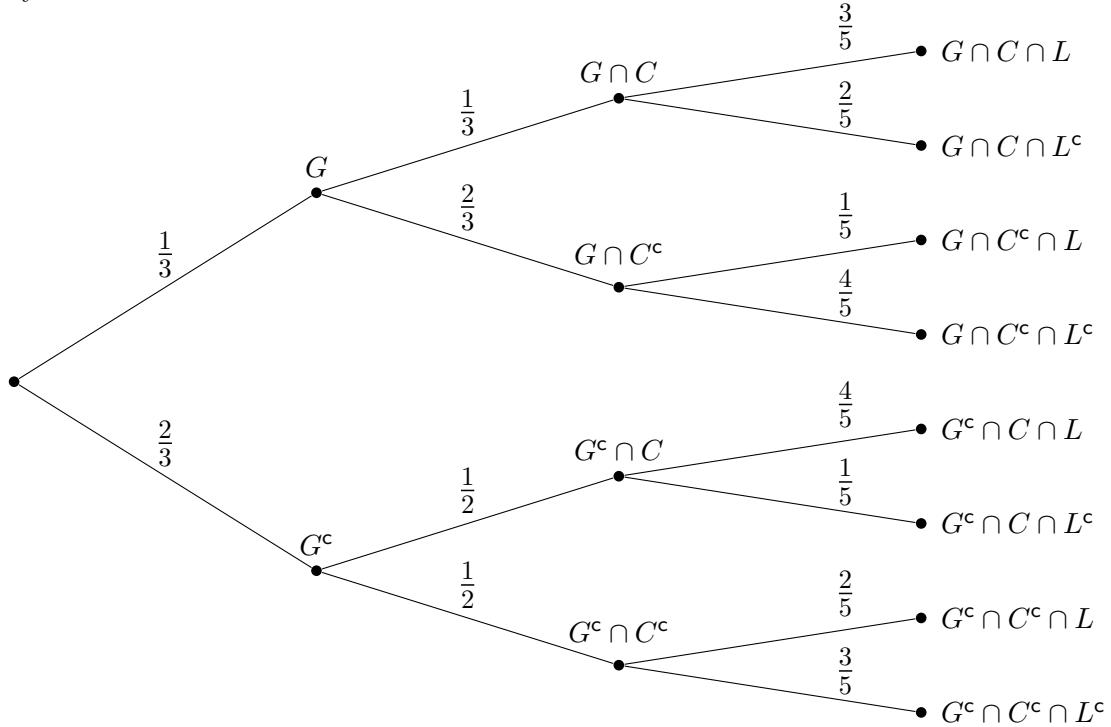 3/5
G ∩ C ∩ L
G ∩ C
2/5
1/3
G ∩ C ∩ Lᶜ
G
2/3
1/5
G ∩ Cᶜ ∩ L
1/3
G ∩ Cᶜ
4/5
G ∩ Cᶜ ∩ Lᶜ
4/5
Gᶜ ∩ C ∩ L
2/3
Gᶜ ∩ C
1/5
1/2
Gᶜ ∩ C ∩ Lᶜ
Gᶜ
1/2
2/5
Gᶜ ∩ Cᶜ ∩ L
Gᶜ ∩ Cᶜ
3/5
Gᶜ ∩ Cᶜ ∩ Lᶜ